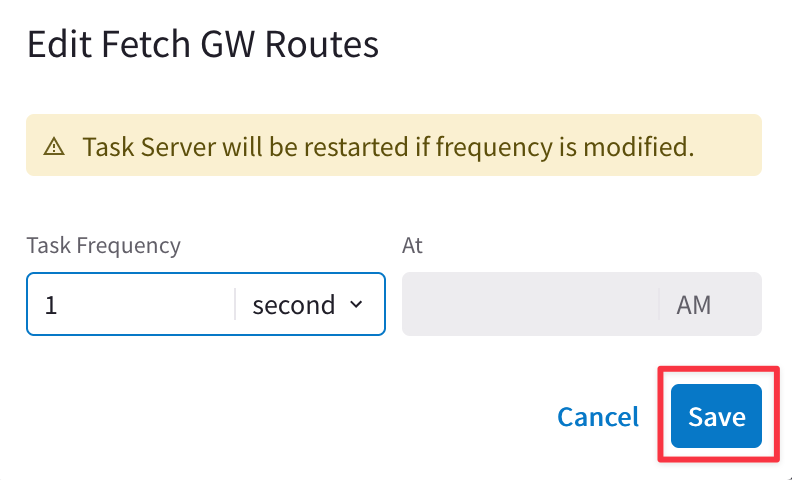 Edit Fetch GW Routes
Task Server will be restarted if frequency is modified.
Task Frequency
At
1
second
AM
Cancel
Save